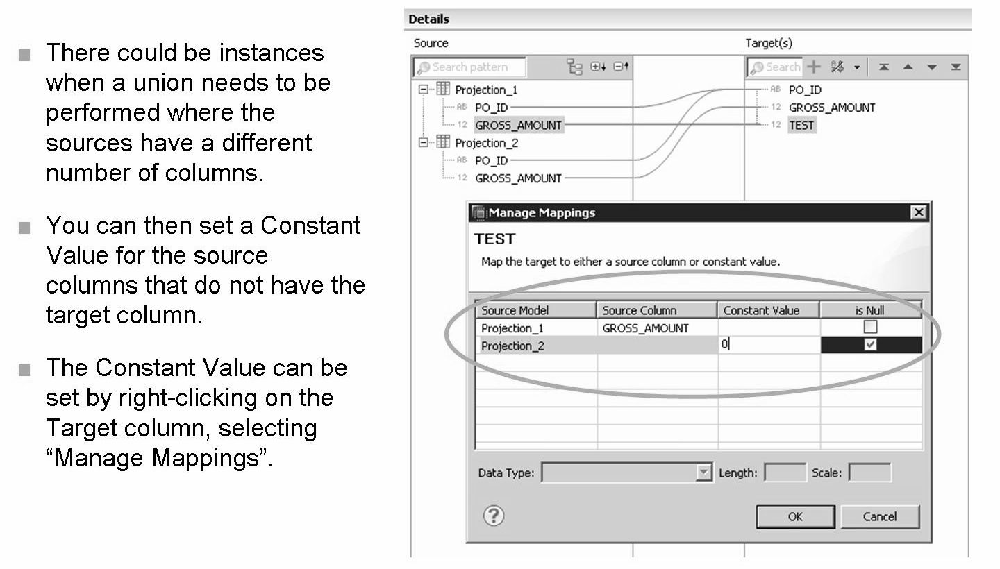 There could be instances
when a union needs to be
performed where the
sources have a different
number of columns.
You can then set a Constant
Value for the source
columns that do not have the
target column.
The Constant Value can be
set by right-clicking on the
Target column, selecting
“Manage Mappings”.
Details
Source
Target(s)
Search pattern
Search
Projection_1
AB PO_ID
12 GROSS_AMOUNT
Projection_2
AB PO_ID
12 GROSS_AMOUNT
AB PO_ID
12 GROSS_AMOUNT
12 TEST
Manage Mappings
TEST
Map the target to either a source column or constant value.
Source Model Source Column Constant Value is Null
Projection_1 GROSS_AMOUNT
Projection_2 0
Data Type: Length: Scale:
?
OK Cancel